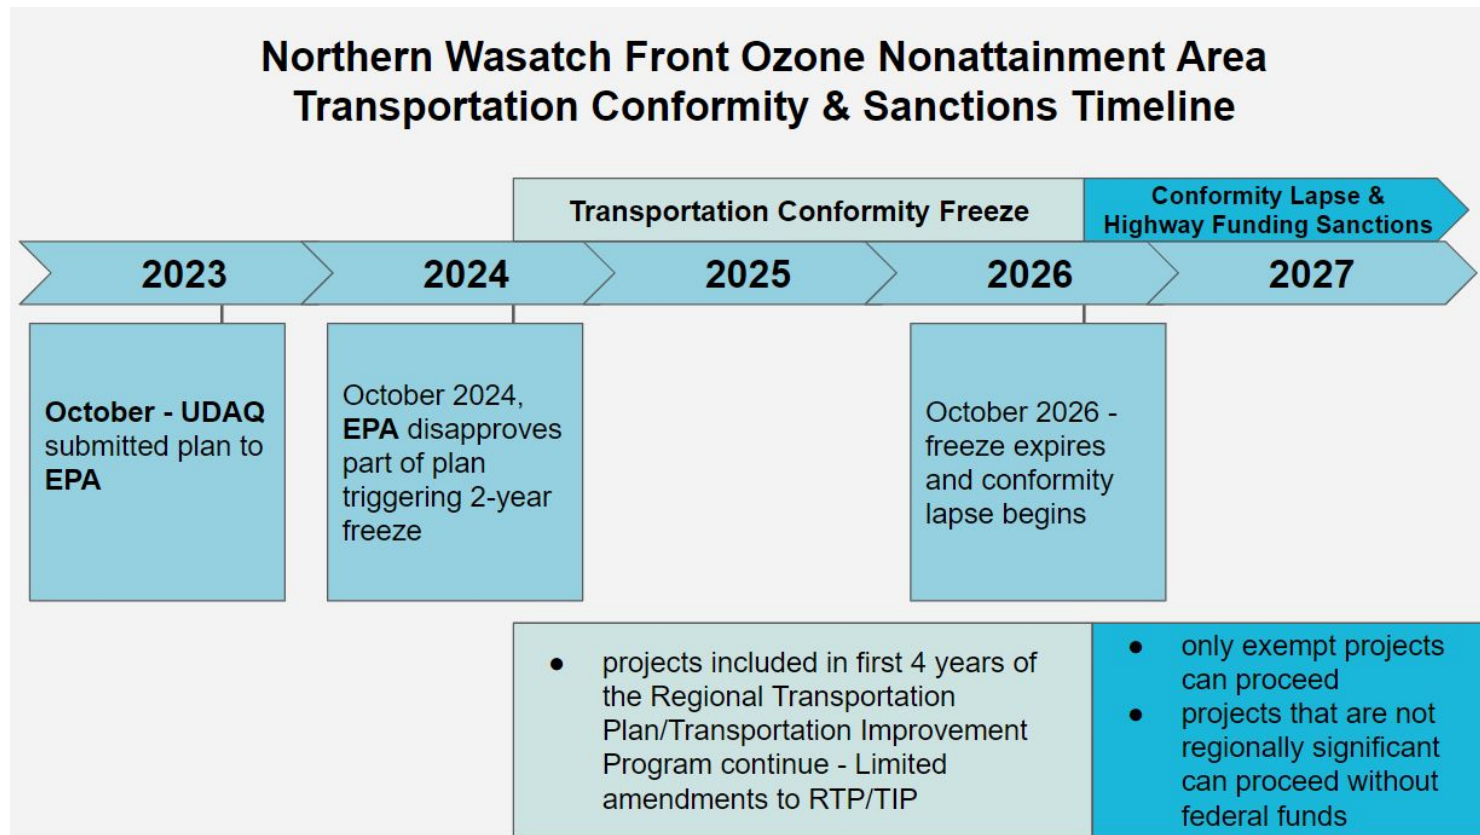 Northern Wasatch Front Ozone Nonattainment Area
Transportation Conformity & Sanctions Timeline
Transportation Conformity Freeze
Conformity Lapse &
Highway Funding Sanctions
2023
2024
2025
2026
2027
October - UDAQ
submitted plan to
EPA
October 2024,
EPA disapproves
part of plan
triggering 2-year
freeze
October 2026 -
freeze expires
and conformity
lapse begins
● projects included in first 4 years of
the Regional Transportation
Plan/Transportation Improvement
Program continue - Limited
amendments to RTP/TIP
● only exempt projects
can proceed
● projects that are not
regionally significant
can proceed without
federal funds